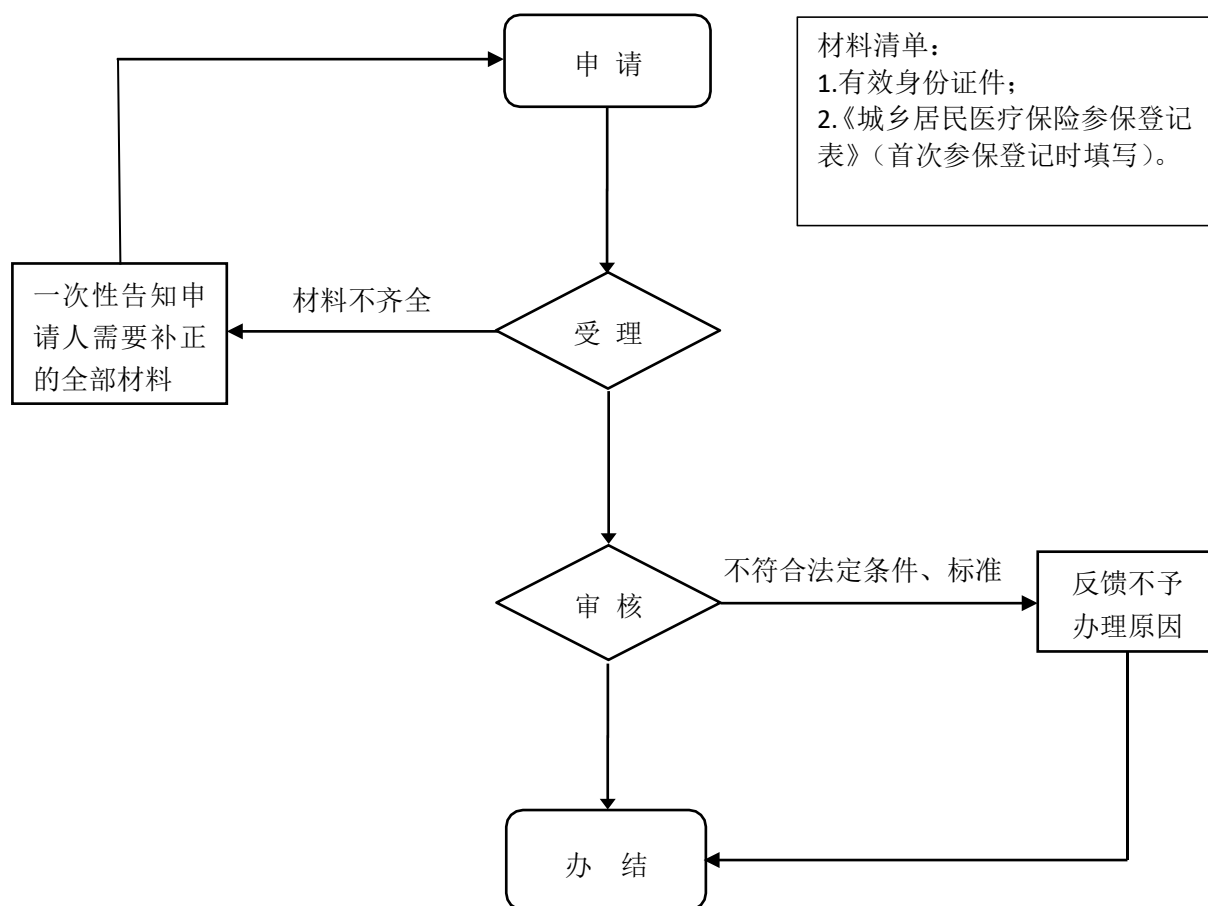 申 请
材料清单：
1.有效身份证件；
2.《城乡居民医疗保险参保登记
表》（首次参保登记时填写）。
一次性告知申
请人需要补正
的全部材料
材料不齐全
受 理
不符合法定条件、标准
审 核
反馈不予
办理原因
办 结